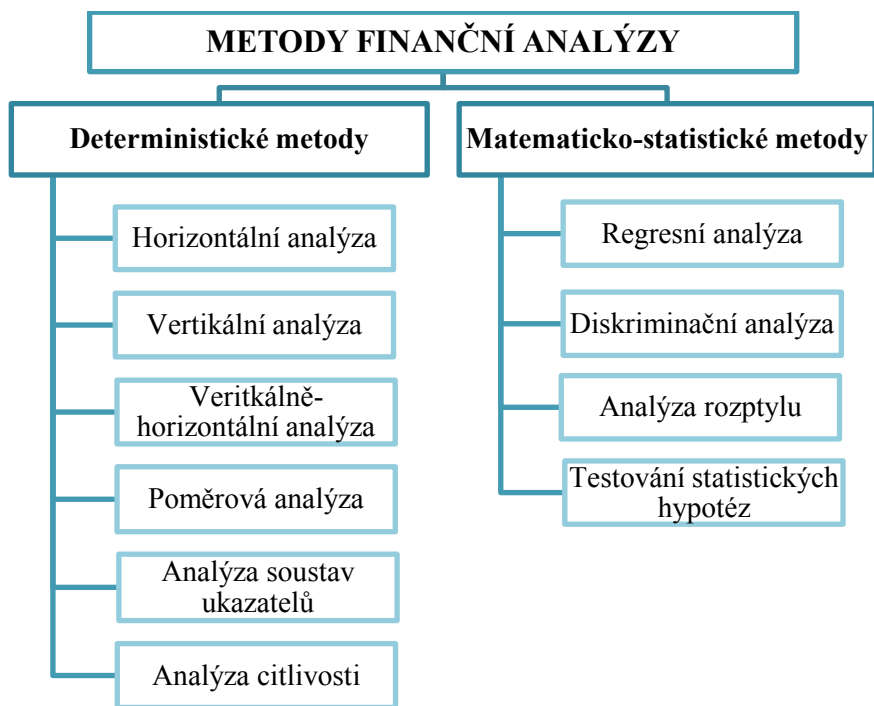 METODY FINANČNÍ ANALÝZY
Deterministické metody
Horizontální analýza
Vertikální analýza
Veritkálně-
horizontální analýza
Poměrová analýza
Analýza soustav
ukazatelů
Analýza citlivosti
Matematicko-statistické metody
Regresní analýza
Diskriminační analýza
Analýza rozptylu
Testování statistických
hypotéz